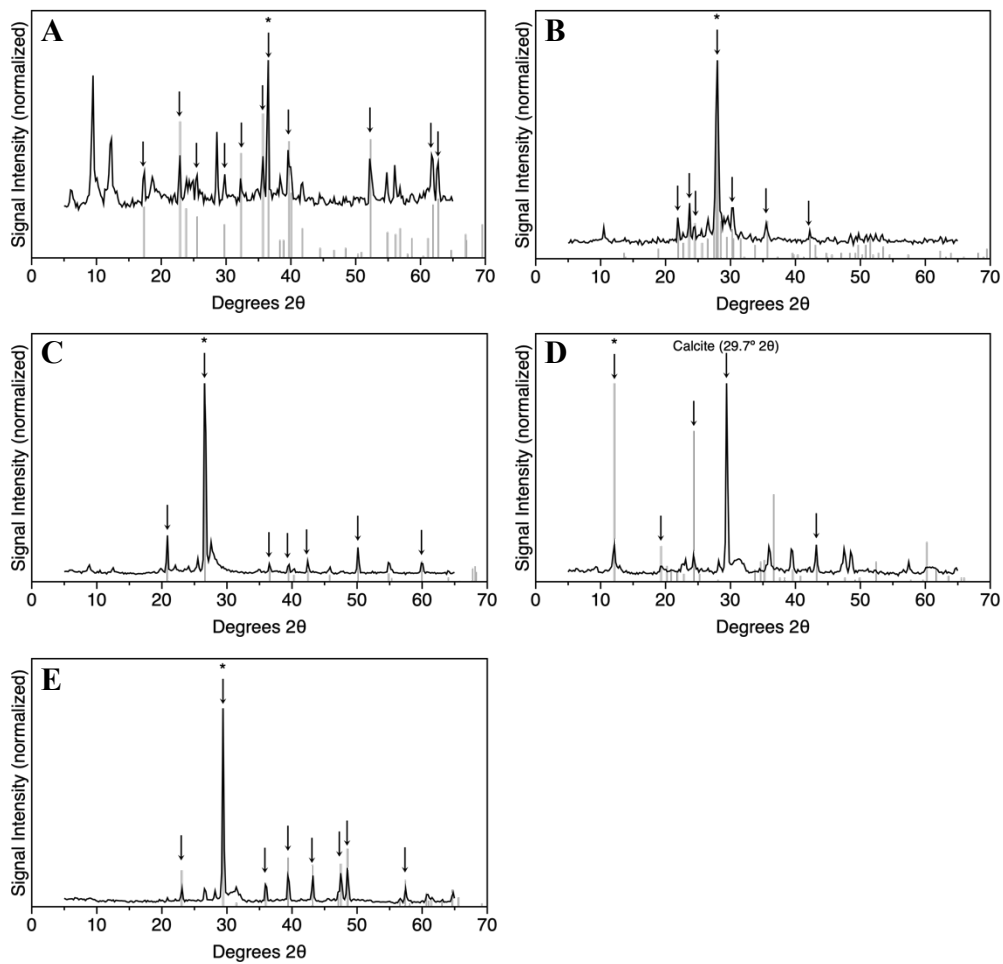 A
*
Signal Intensity (normalized)
0 10 20 30 40 50 60 70
Degrees 2θ
B
*
Signal Intensity (normalized)
0 10 20 30 40 50 60 70
Degrees 2θ
C
*
Signal Intensity (normalized)
0 10 20 30 40 50 60 70
Degrees 2θ
D
*
Calcite (29.7º 2θ)
Signal Intensity (normalized)
0 10 20 30 40 50 60 70
Degrees 2θ
E
*
Signal Intensity (normalized)
0 10 20 30 40 50 60 70
Degrees 2θ